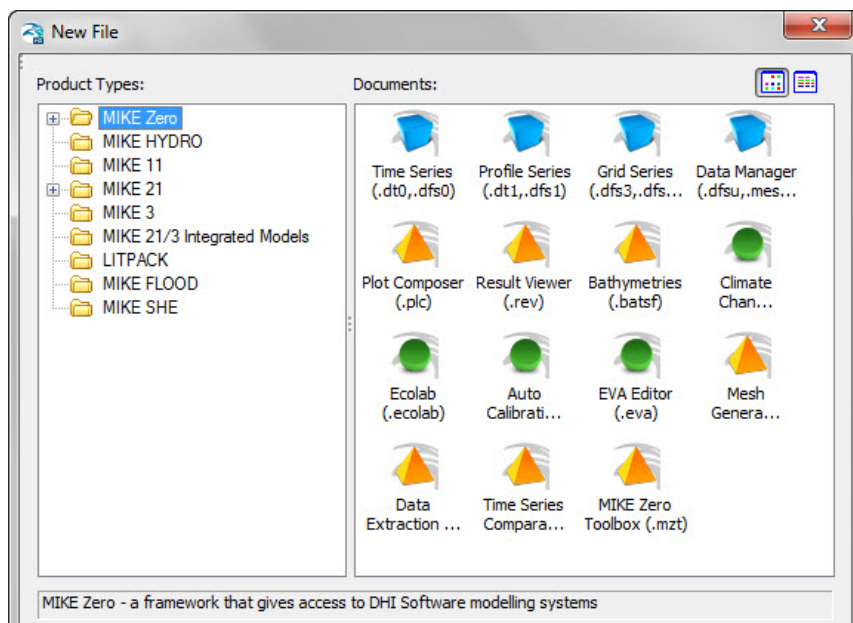 New File
Product Types:
Documents:
MIKE Zero
MIKE HYDRO
MIKE 11
MIKE 21
MIKE 3
MIKE 21/3 Integrated Models
LITPACK
MIKE FLOOD
MIKE SHE
Time Series
(.dt0,.dfs0)
Profile Series
(.dt1,.dfs1)
Grid Series
(.dfs3,.dfs...
Data Manager
(.dfsu,.mes...
Plot Composer
(.plc)
Result Viewer
(.rev)
Bathymetries
(.batsf)
Climate
Chan...
Ecolab
(.ecolab)
Auto
Calibrati...
EVA Editor
(.eva)
Mesh
Genera...
Data
Extraction ...
Time Series
Compara...
MIKE Zero
Toolbox (.mzt)
MIKE Zero - a framework that gives access to DHI Software modelling systems